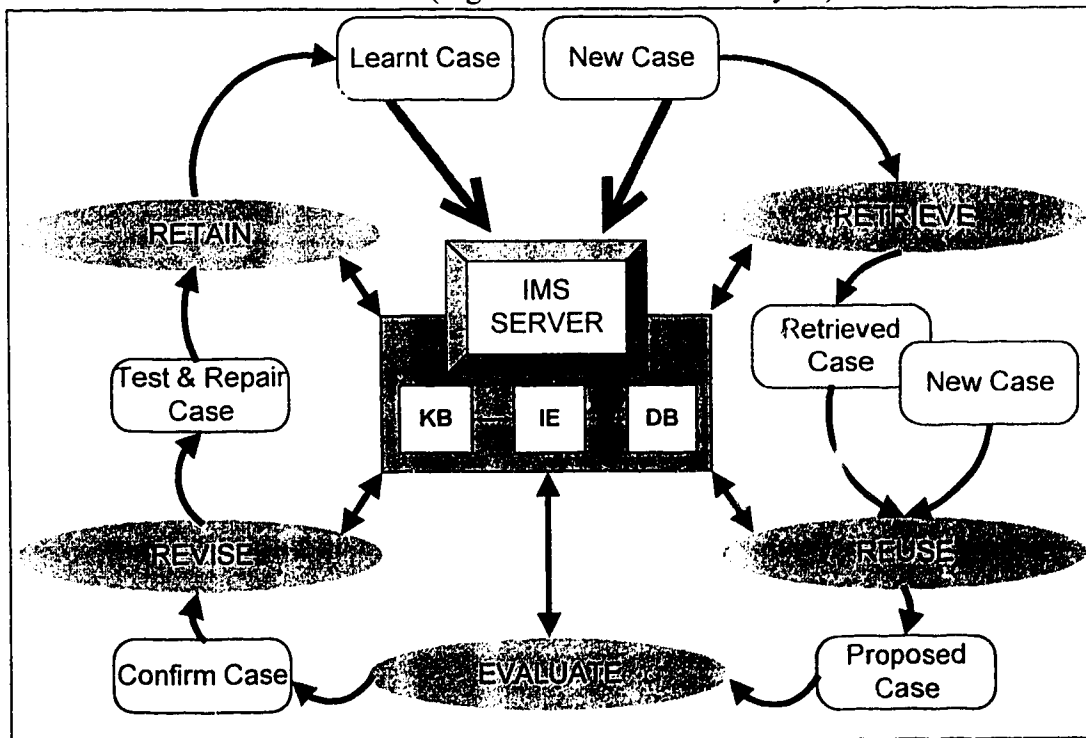 Learnt Case
New Case
RETAIN
RETRIEVE
IMS
SERVER
Retrieved
Case
New Case
Test & Repair
Case
KB
IE
DB
REVISE
REUSE
Confirm Case
EVALUATE
Proposed
Case